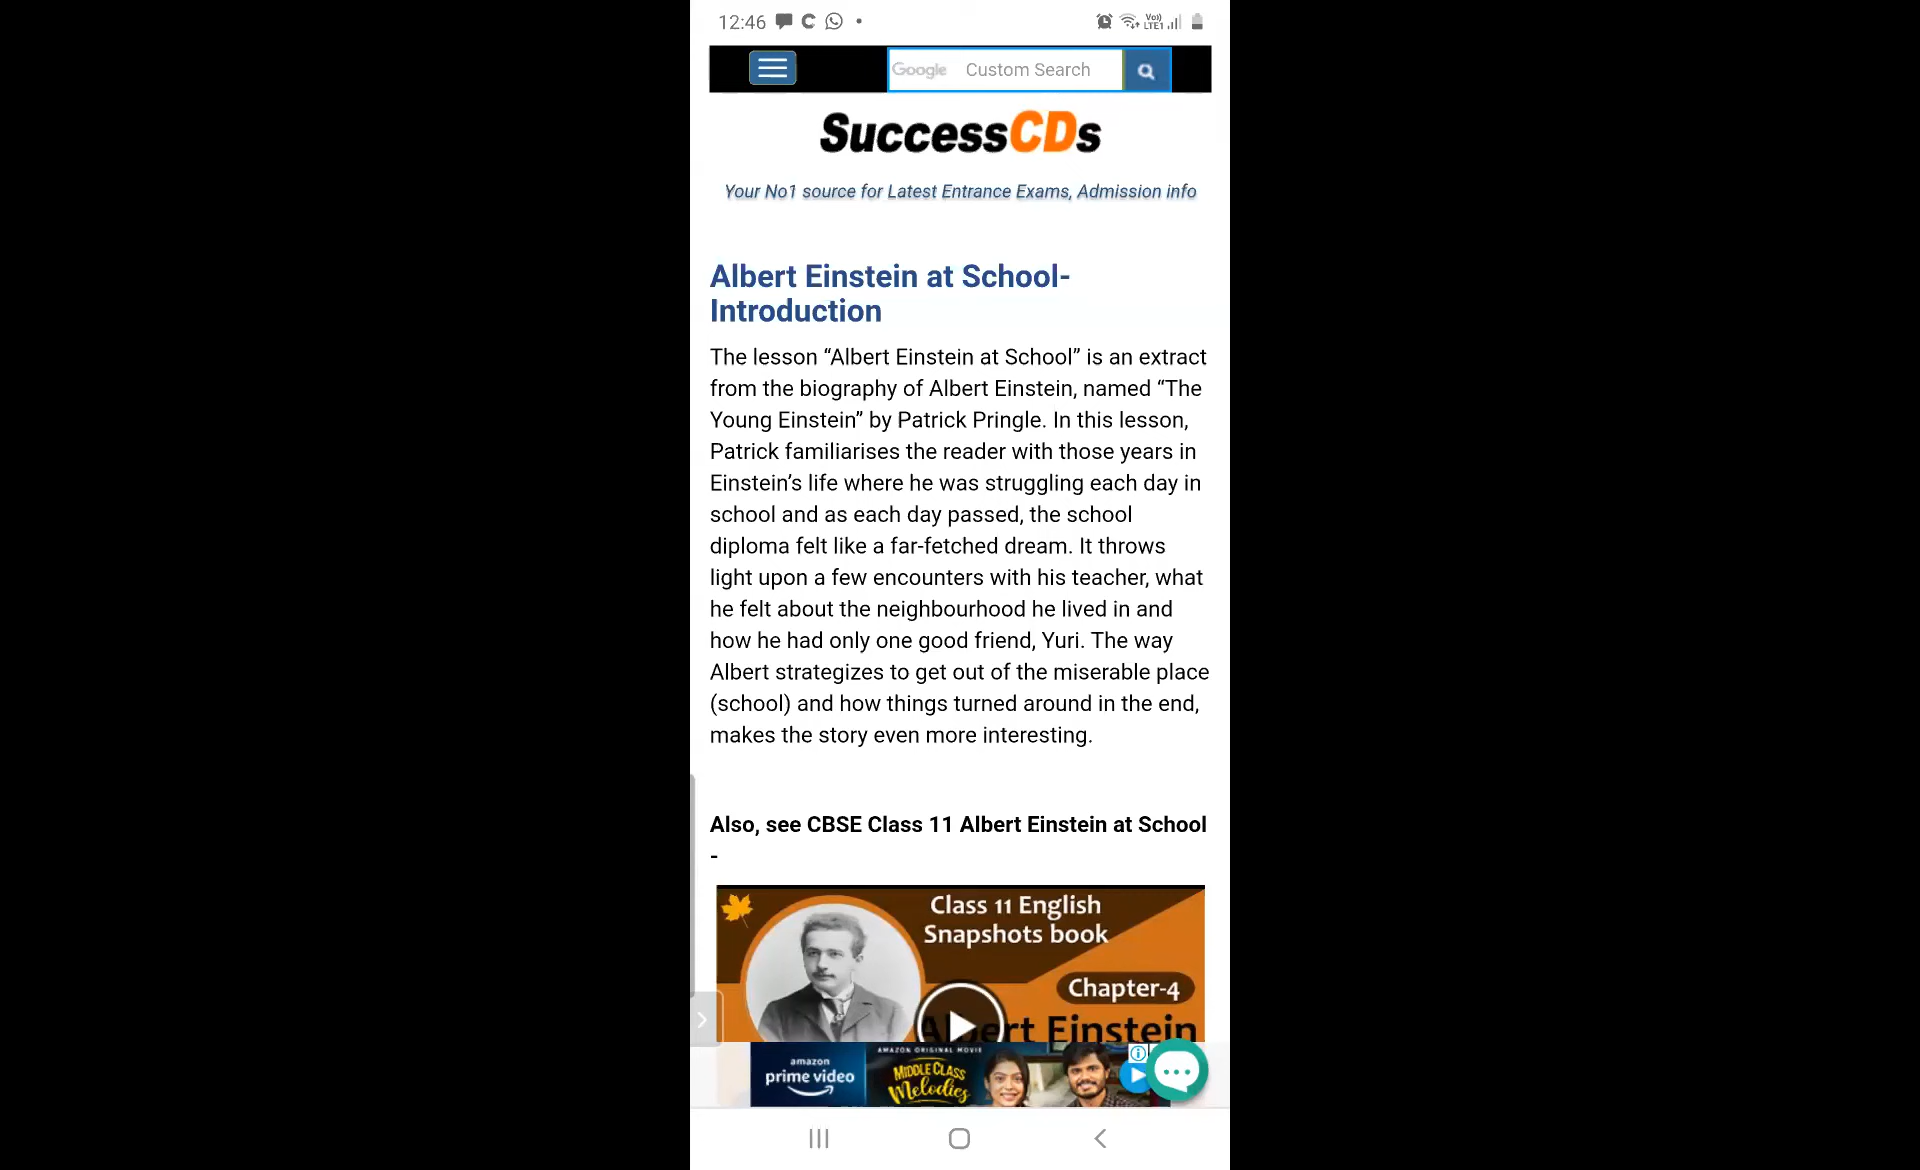 12:46
Vo))
LTE1
Google Custom Search
SuccessCDs
Your No1 source for Latest Entrance Exams, Admission info
Albert Einstein at School-
Introduction
The lesson “Albert Einstein at School” is an extract
from the biography of Albert Einstein, named “The
Young Einstein” by Patrick Pringle. In this lesson,
Patrick familiarises the reader with those years in
Einstein’s life where he was struggling each day in
school and as each day passed, the school
diploma felt like a far-fetched dream. It throws
light upon a few encounters with his teacher, what
he felt about the neighbourhood he lived in and
how he had only one good friend, Yuri. The way
Albert strategizes to get out of the miserable place
(school) and how things turned around in the end,
makes the story even more interesting.
Also, see CBSE Class 11 Albert Einstein at School
-
Class 11 English
Snapshots book
Chapter-4
Albert Einstein
amazon
prime video
AMAZON ORIGINAL MOVIE
MIDDLE CLASS
Melodies